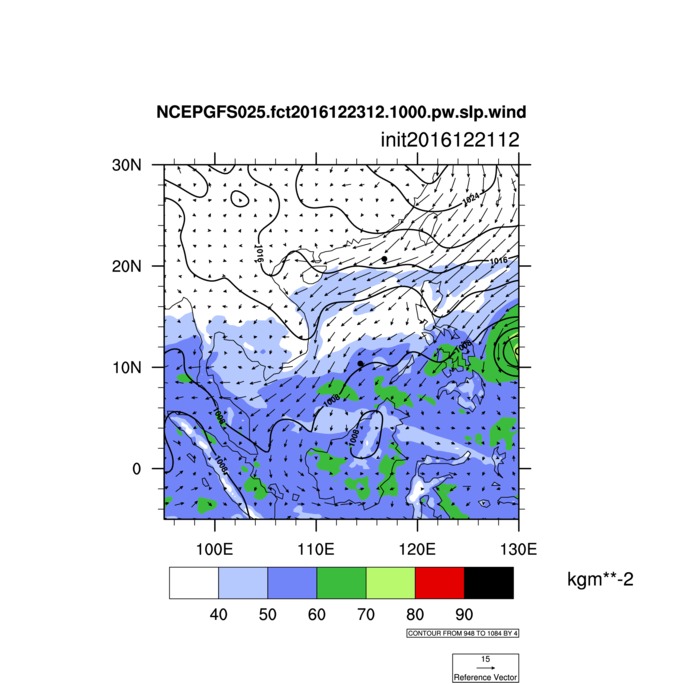 NCEPGFS025.fct2016122312.1000.pw.slp.wind
init2016122112
30N
1024
1016
1016
20N
1008
10N
1008
1008
1008
1008
0
100E 110E 120E 130E
kgm**-2
40 50 60 70 80 90
CONTOUR FROM 948 TO 1084 BY 4
15
Reference Vector